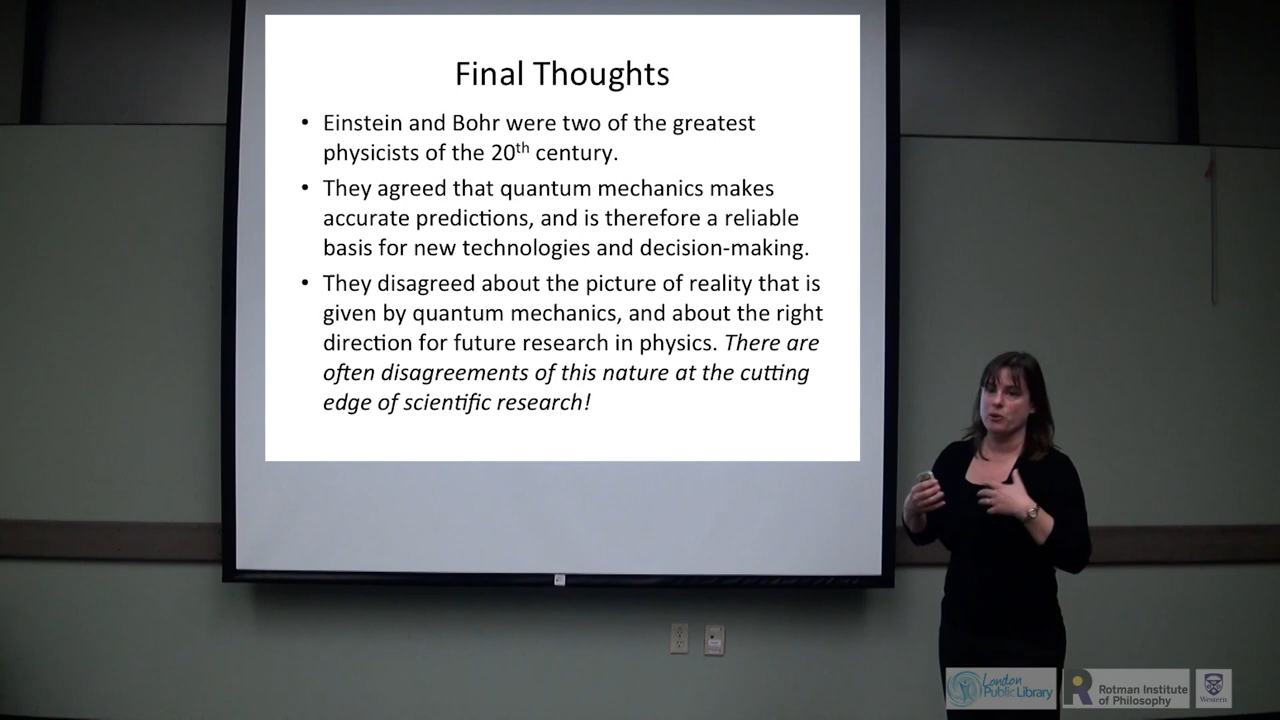 Final Thoughts
• Einstein and Bohr were two of the greatest
physicists of the 20th century.
• They agreed that quantum mechanics makes
accurate predictions, and is therefore a reliable
basis for new technologies and decision-making.
• They disagreed about the picture of reality that is
given by quantum mechanics, and about the right
direction for future research in physics. There are
often disagreements of this nature at the cutting
edge of scientific research!
London
Public Library
Rotman Institute
of Philosophy
Western